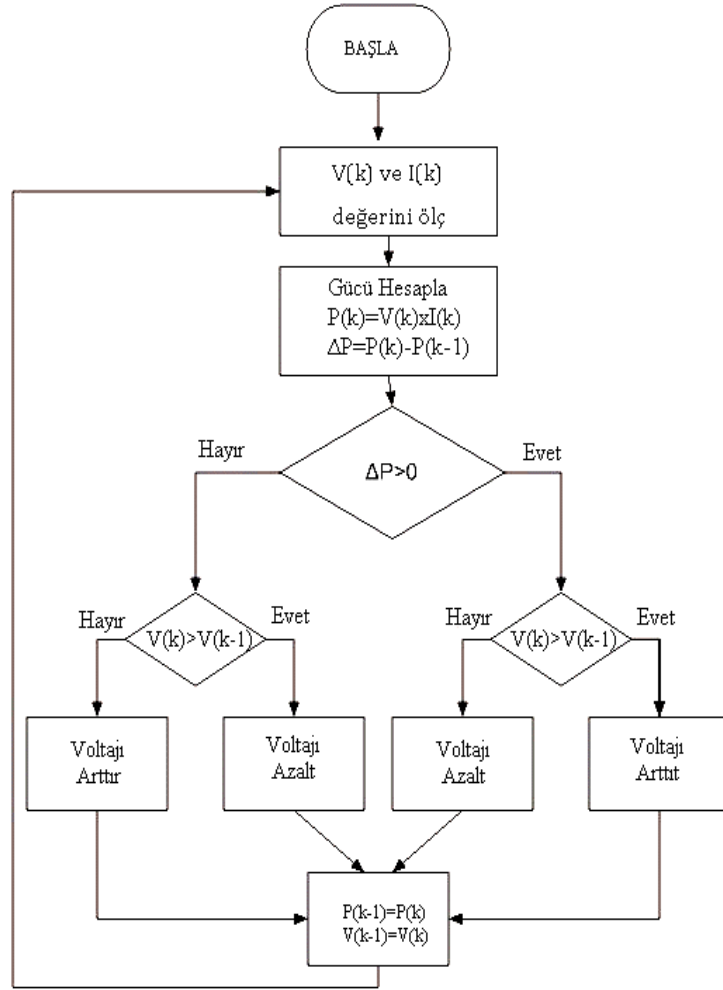 BAŞLA
V(k) ve I(k)
değerini ölç
Gücü Hesapla
P(k)=V(k)xI(k)
ΔP=P(k)-P(k-1)
Hayır
Evet
ΔP>0
Hayır
Evet
V(k)>V(k-1)
Hayır
Evet
V(k)>V(k-1)
Voltajı
Arttır
Voltajı
Azalt
Voltajı
Azalt
Voltajı
Arttıt
P(k-1)=P(k)
V(k-1)=V(k)